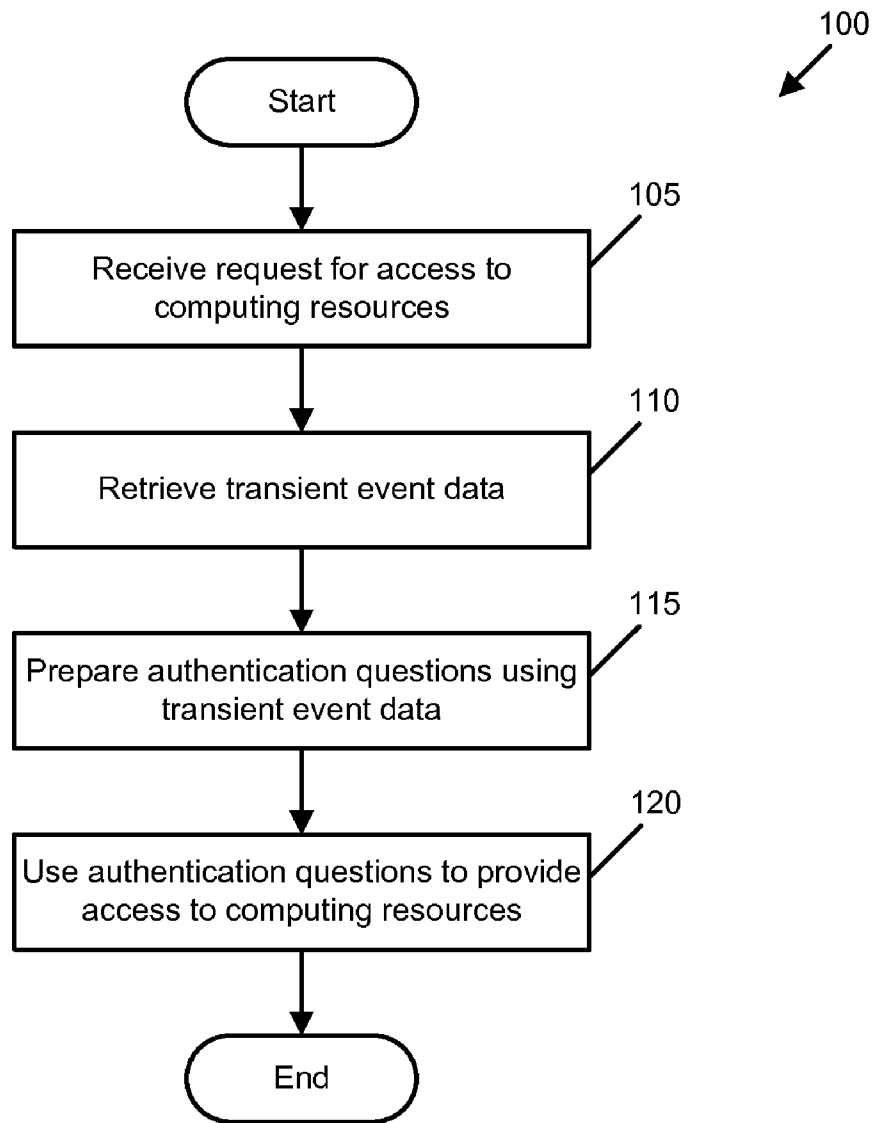 100
Start
105
Receive request for access to
computing resources
110
Retrieve transient event data
115
Prepare authentication questions using
transient event data
120
Use authentication questions to provide
access to computing resources
End